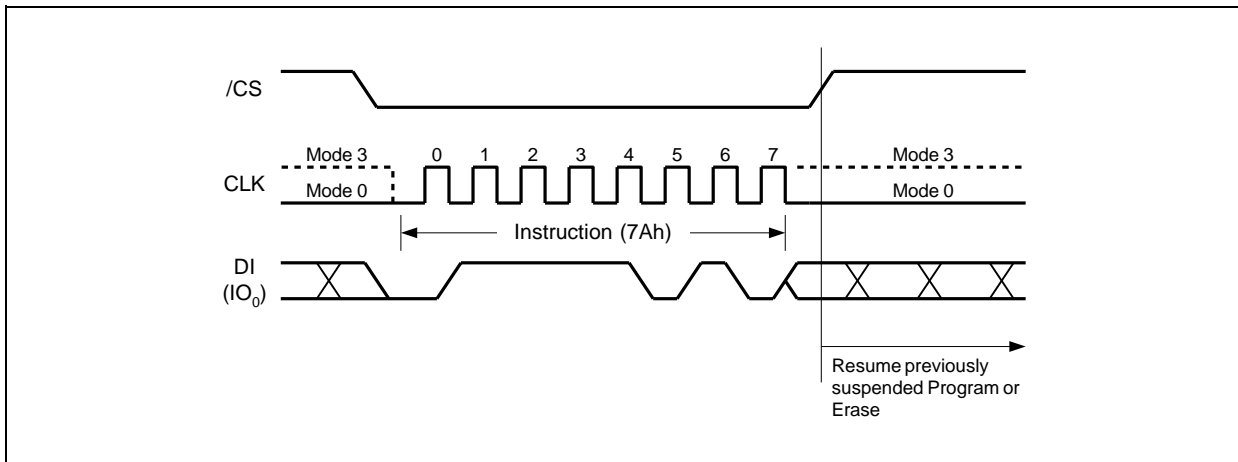 /CS
Mode 3
0 1 2 3 4 5 6 7
Mode 3
CLK
Mode 0
Mode 0
Instruction (7Ah)
DI
(IO0)
Resume previously
suspended Program or
Erase